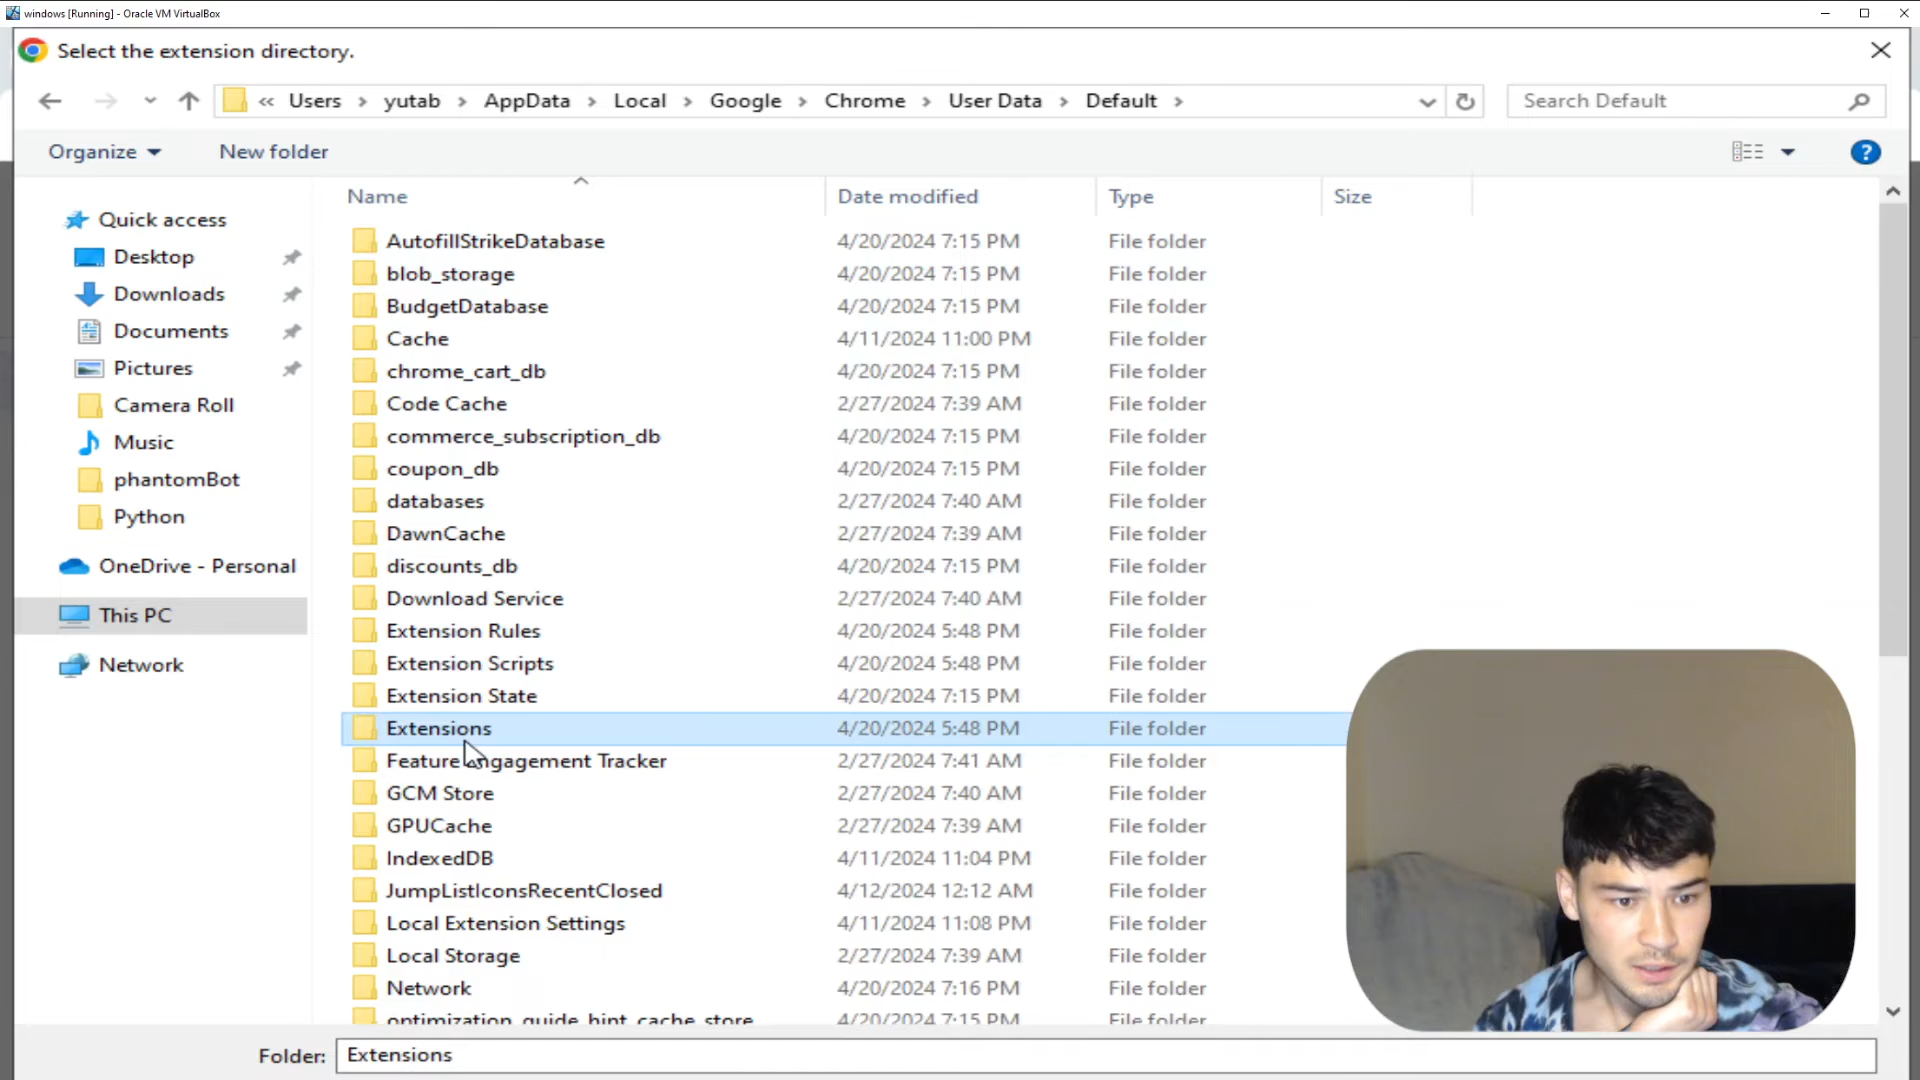 windows [Running] - Oracle VM VirtualBox
Select the extension directory.
« Users > yutab > AppData > Local > Google > Chrome > User Data > Default >
Search Default
Organize
New folder
?
Name
Date modified
Type
Size
Quick access
Desktop
Downloads
Documents
Pictures
Camera Roll
Music
phantomBot
Python
OneDrive - Personal
This PC
Network
AutofillStrikeDatabase 4/20/2024 7:15 PM File folder
blob_storage 4/20/2024 7:15 PM File folder
BudgetDatabase 4/20/2024 7:15 PM File folder
Cache 4/11/2024 11:00 PM File folder
chrome_cart_db 4/20/2024 7:15 PM File folder
Code Cache 2/27/2024 7:39 AM File folder
commerce_subscription_db 4/20/2024 7:15 PM File folder
coupon_db 4/20/2024 7:15 PM File folder
databases 2/27/2024 7:40 AM File folder
DawnCache 2/27/2024 7:39 AM File folder
discounts_db 4/20/2024 7:15 PM File folder
Download Service 2/27/2024 7:40 AM File folder
Extension Rules 4/20/2024 5:48 PM File folder
Extension Scripts 4/20/2024 5:48 PM File folder
Extension State 4/20/2024 7:15 PM File folder
Extensions 4/20/2024 5:48 PM File folder
Feature Engagement Tracker 2/27/2024 7:41 AM File folder
GCM Store 2/27/2024 7:40 AM File folder
GPUCache 2/27/2024 7:39 AM File folder
IndexedDB 4/11/2024 11:04 PM File folder
JumpListIconsRecentClosed 4/12/2024 12:12 AM File folder
Local Extension Settings 4/11/2024 11:08 PM File folder
Local Storage 2/27/2024 7:39 AM File folder
Network 4/20/2024 7:16 PM File folder
optimization_guide_hint_cache_store 4/20/2024 7:15 PM File folder
Folder: Extensions